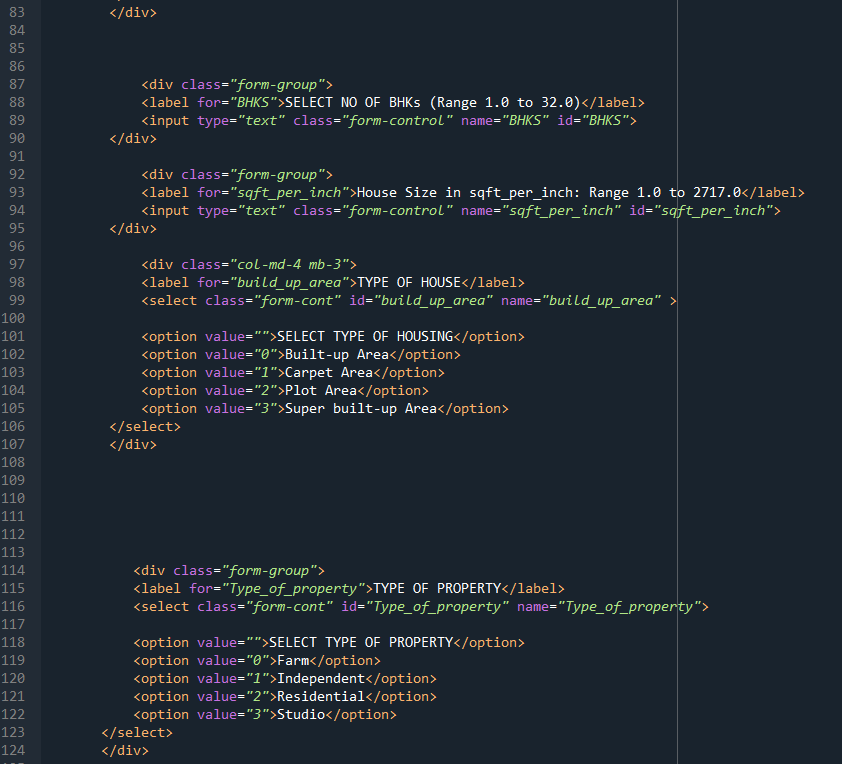 83 </div>
84
85
86
87 <div class="form-group">
88 <label for="BHKS">SELECT NO OF BHKs (Range 1.0 to 32.0)</label>
89 <input type="text" class="form-control" name="BHKS" id="BHKS">
90 </div>
91
92 <div class="form-group">
93 <label for="sqft_per_inch">House Size in sqft_per_inch: Range 1.0 to 2717.0</label>
94 <input type="text" class="form-control" name="sqft_per_inch" id="sqft_per_inch">
95 </div>
96
97 <div class="col-md-4 mb-3">
98 <label for="build_up_area">TYPE OF HOUSE</label>
99 <select class="form-cont" id="build_up_area" name="build_up_area" >
100
101 <option value="">SELECT TYPE OF HOUSING</option>
102 <option value="0">Built-up Area</option>
103 <option value="1">Carpet Area</option>
104 <option value="2">Plot Area</option>
105 <option value="3">Super built-up Area</option>
106 </select>
107 </div>
108
109
110
111
112
113
114 <div class="form-group">
115 <label for="Type_of_property">TYPE OF PROPERTY</label>
116 <select class="form-cont" id="Type_of_property" name="Type_of_property">
117
118 <option value="">SELECT TYPE OF PROPERTY</option>
119 <option value="0">Farm</option>
120 <option value="1">Independent</option>
121 <option value="2">Residential</option>
122 <option value="3">Studio</option>
123 </select>
124 </div>